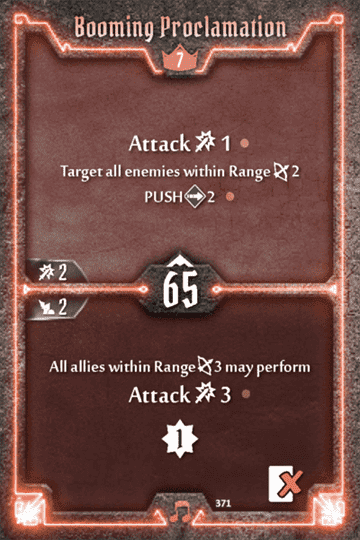 Booming Proclamation
7
Attack 1
Target all enemies within Range 2
PUSH 2
2
65
2
All allies within Range 3 may perform
Attack 3
1
371